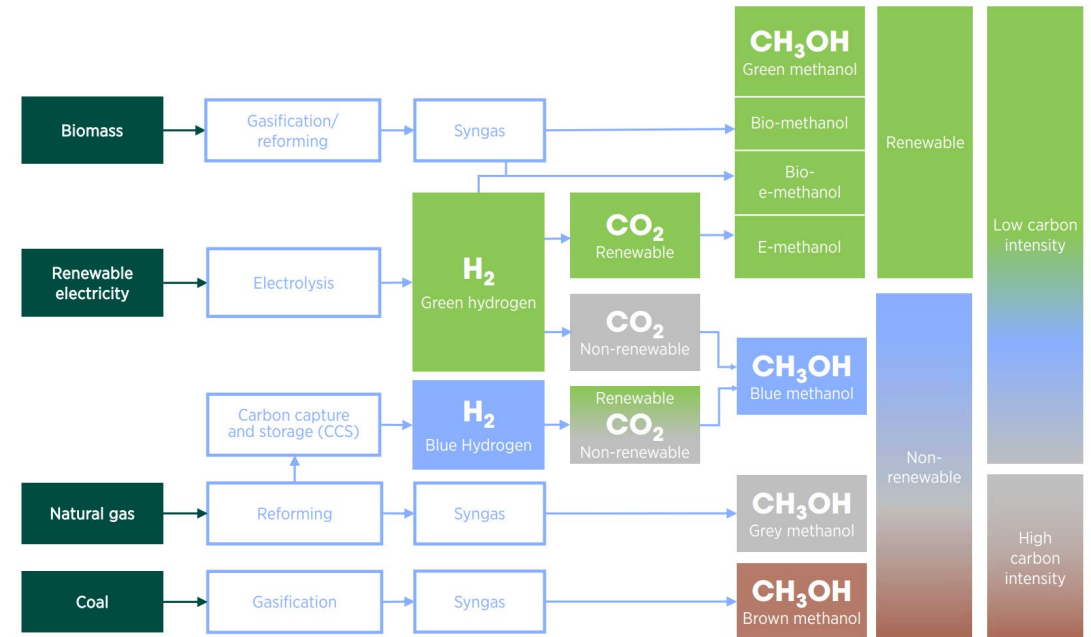 CH₃OH
Green methanol
Biomass
Gasification/
reforming
Syngas
Bio-methanol
Renewable
Bio-
e-methanol
Low carbon
intensity
Renewable
electricity
Electrolysis
H₂
Green hydrogen
CO₂
Renewable
E-methanol
CO₂
Non-renewable
CH₃OH
Blue methanol
Carbon capture
and storage (CCS)
H₂
Blue Hydrogen
Renewable
CO₂
Non-renewable
Non-
renewable
Natural gas
Reforming
Syngas
CH₃OH
Grey methanol
High
carbon
intensity
Coal
Gasification
Syngas
CH₃OH
Brown methanol